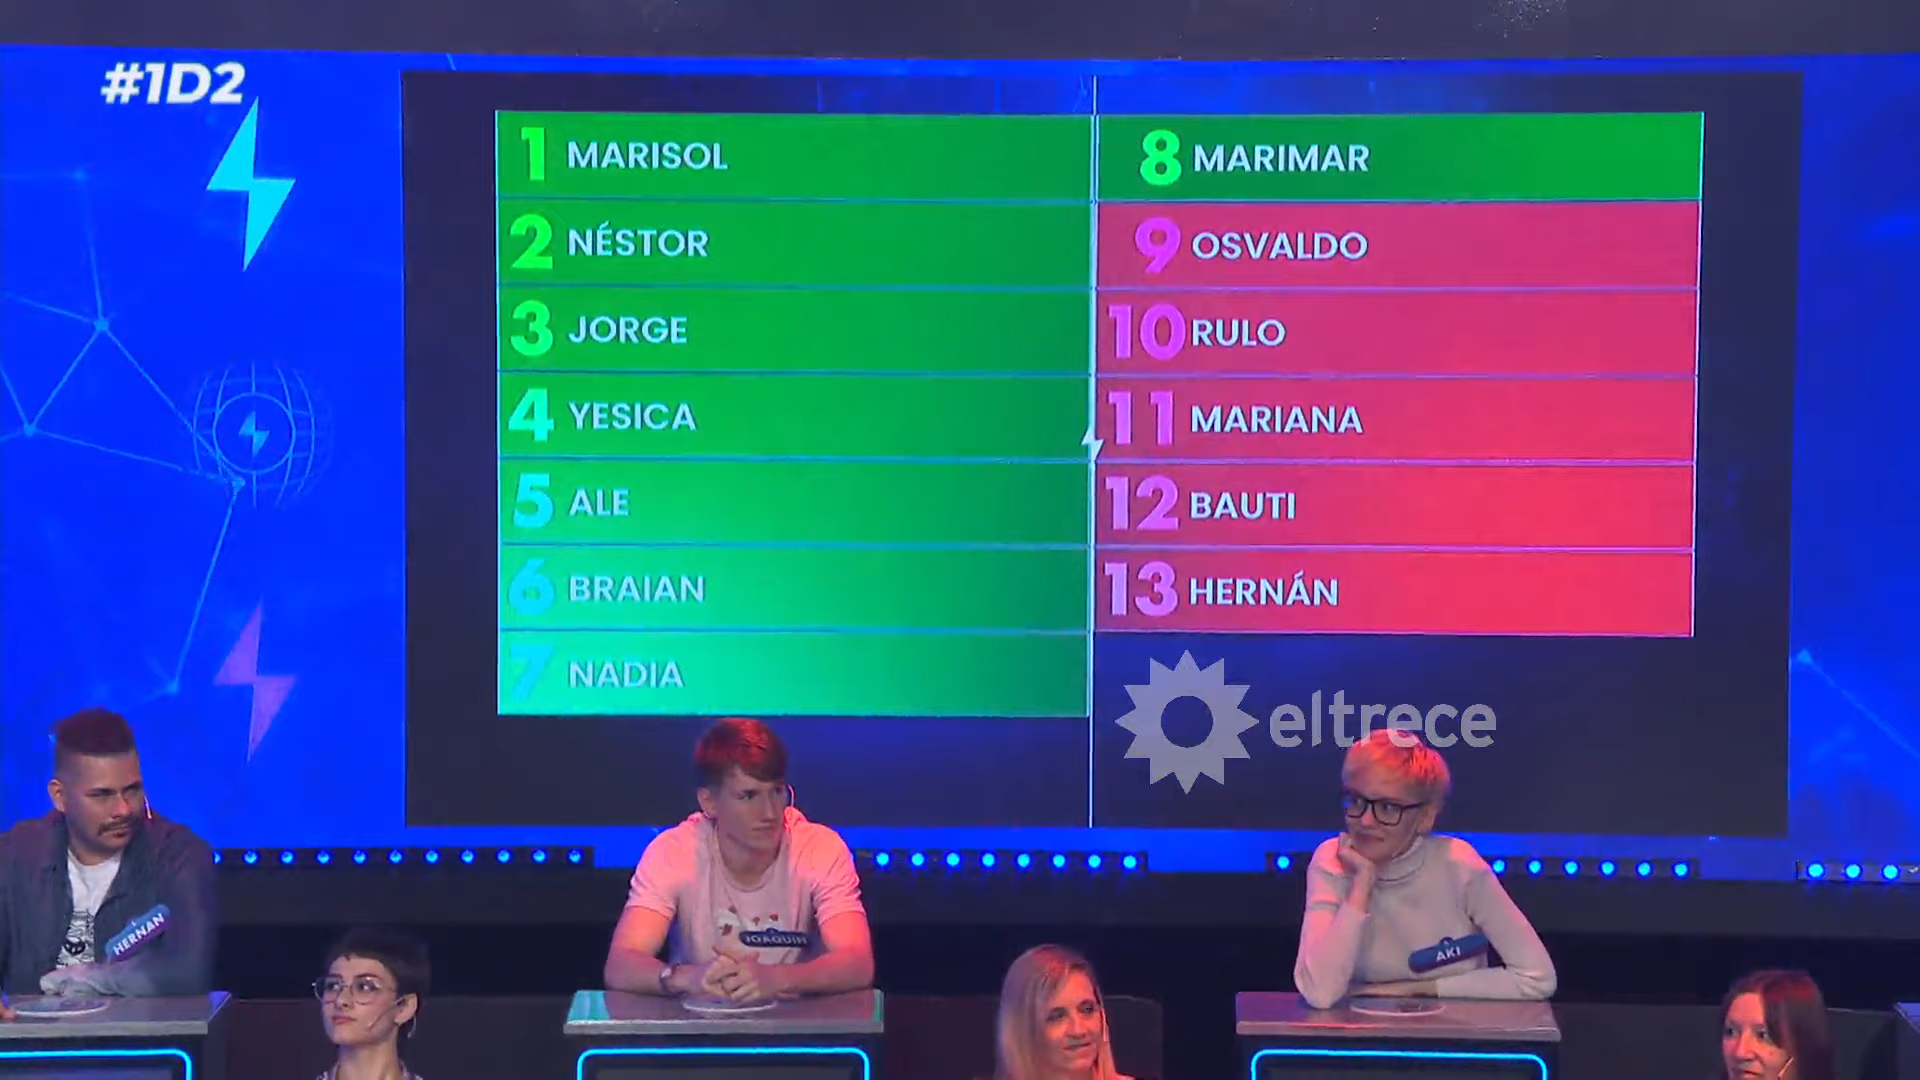 #1D2
1 MARISOL
2 NÉSTOR
3 JORGE
4 YESICA
5 ALE
6 BRAIAN
7 NADIA
8 MARIMAR
9 OSVALDO
10 RULO
11 MARIANA
12 BAUTI
13 HERNÁN
eltrece
HERNAN
JOAQUIN
AKI